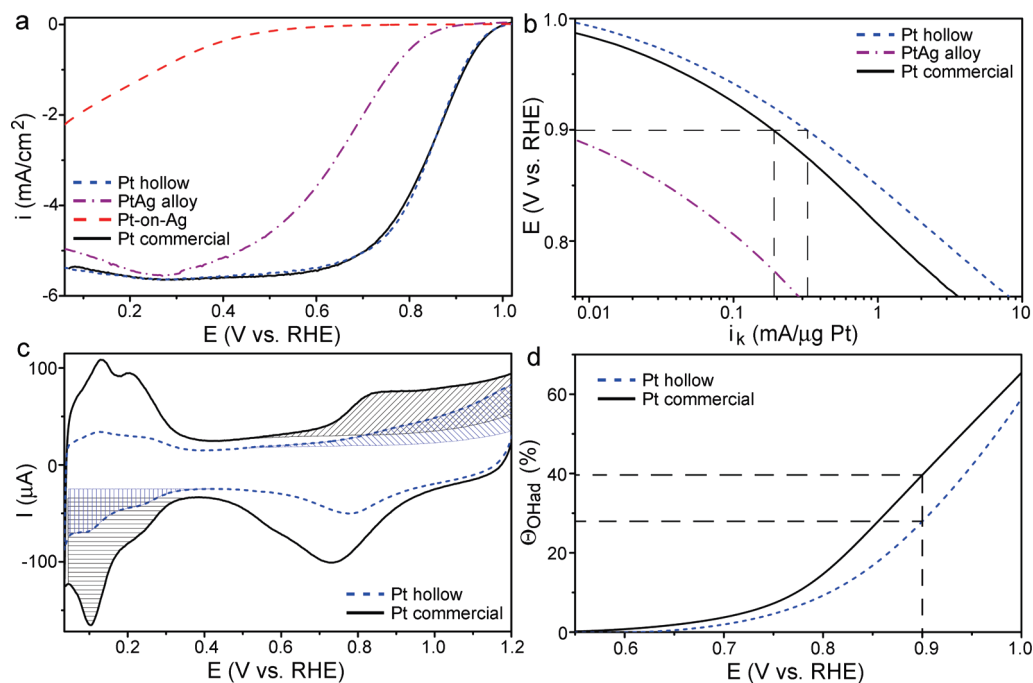 a
i (mA/cm²)
0
-2
-4
-6
0.2 0.4 0.6 0.8 1.0
E (V vs. RHE)
Pt hollow
PtAg alloy
Pt-on-Ag
Pt commercial
b
E (V vs. RHE)
1.0
0.9
0.8
0.01 0.1 1 10
iₖ (mA/μg Pt)
Pt hollow
PtAg alloy
Pt commercial
c
I (μA)
100
0
-100
0.2 0.4 0.6 0.8 1.0 1.2
E (V vs. RHE)
Pt hollow
Pt commercial
d
Θ_OHad (%)
60
40
20
0
0.6 0.7 0.8 0.9 1.0
E (V vs. RHE)
Pt hollow
Pt commercial